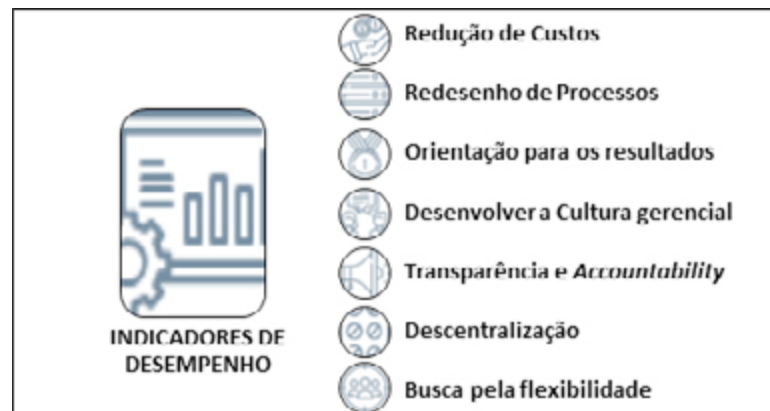 Redução de Custos
Redesenho de Processos
Orientação para os resultados
Desenvolver a Cultura gerencial
Transparência e Accountability
Descentralização
Busca pela flexibilidade
INDICADORES DE
DESEMPENHO